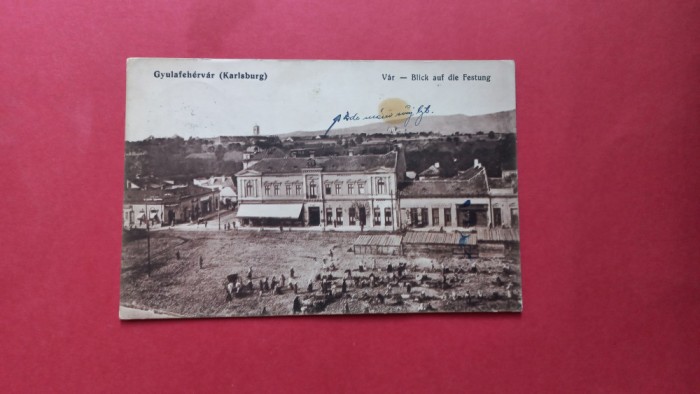 Gyulafehérvár (Karlsburg)
Vár — Blick auf die Festung